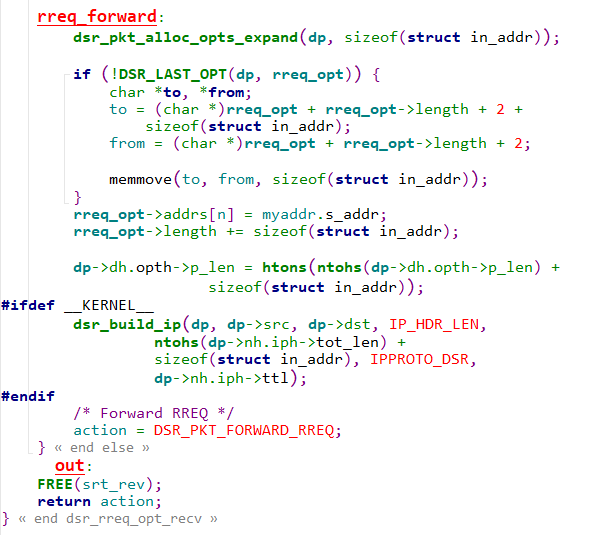 rreq_forward:
dsr_pkt_alloc_opts_expand(dp, sizeof(struct in_addr));
if (!DSR_LAST_OPT(dp, rreq_opt)) {
char *to, *from;
to = (char *)rreq_opt + rreq_opt->length + 2 +
sizeof(struct in_addr);
from = (char *)rreq_opt + rreq_opt->length + 2;
memmove(to, from, sizeof(struct in_addr));
}
rreq_opt->addrs[n] = myaddr.s_addr;
rreq_opt->length += sizeof(struct in_addr);
dp->dh.opth->p_len = htons(ntohs(dp->dh.opth->p_len) +
sizeof(struct in_addr));
#ifdef __KERNEL__
dsr_build_ip(dp, dp->src, dp->dst, IP_HDR_LEN,
ntohs(dp->nh.iph->tot_len) +
sizeof(struct in_addr), IPPROTO_DSR,
dp->nh.iph->ttl);
#endif
/* Forward RREQ */
action = DSR_PKT_FORWARD_RREQ;
} « end else »
out:
FREE(srt_rev);
return action;
} « end dsr_rreq_opt_recv »